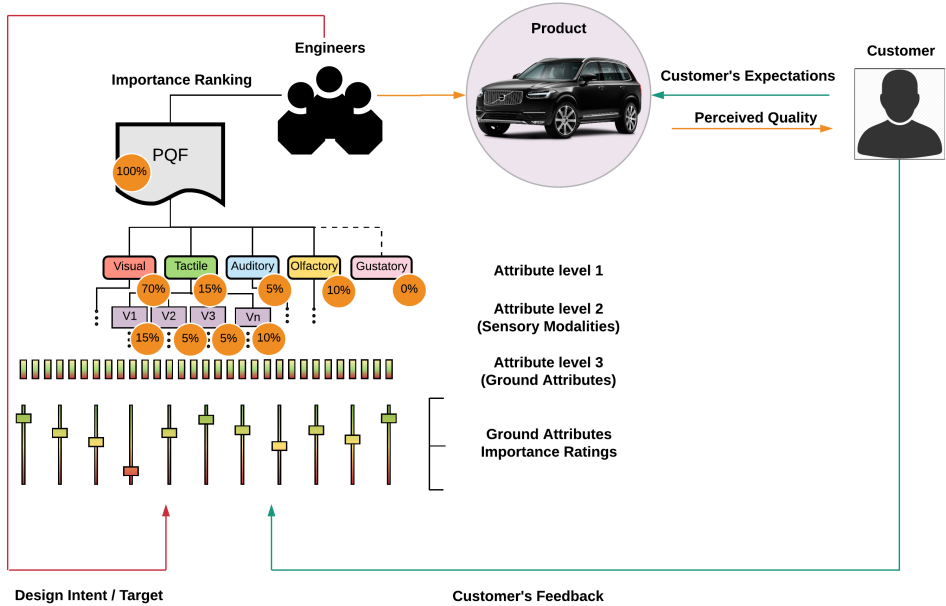 Engineers
Product
Customer
Importance Ranking
Customer's Expectations
Perceived Quality
PQF
100%
Visual
Tactile
Auditory
Olfactory
Gustatory
Attribute level 1
70%
15%
5%
10%
0%
V1
V2
V3
Vn
Attribute level 2
(Sensory Modalities)
15%
5%
5%
10%
Attribute level 3
(Ground Attributes)
Ground Attributes
Importance Ratings
Design Intent / Target
Customer's Feedback